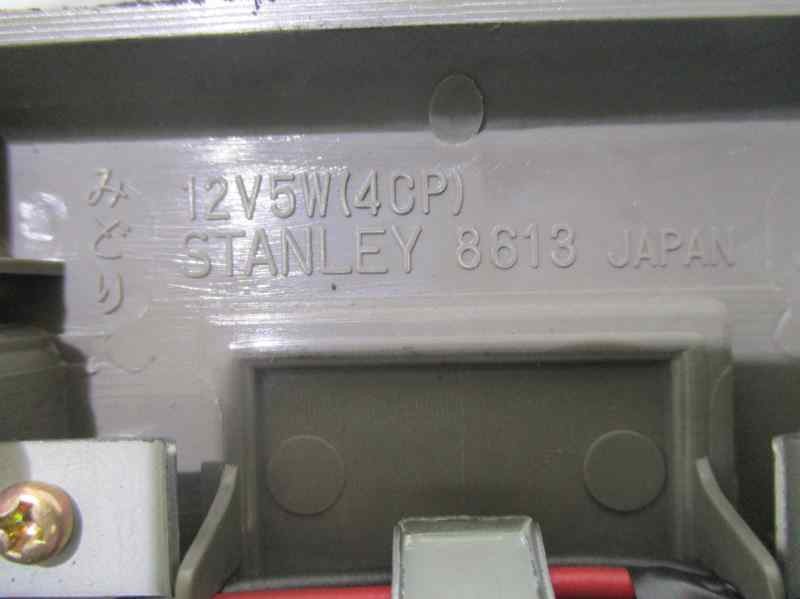 みどり
12V5W(4CP)
STANLEY 8613 JAPAN